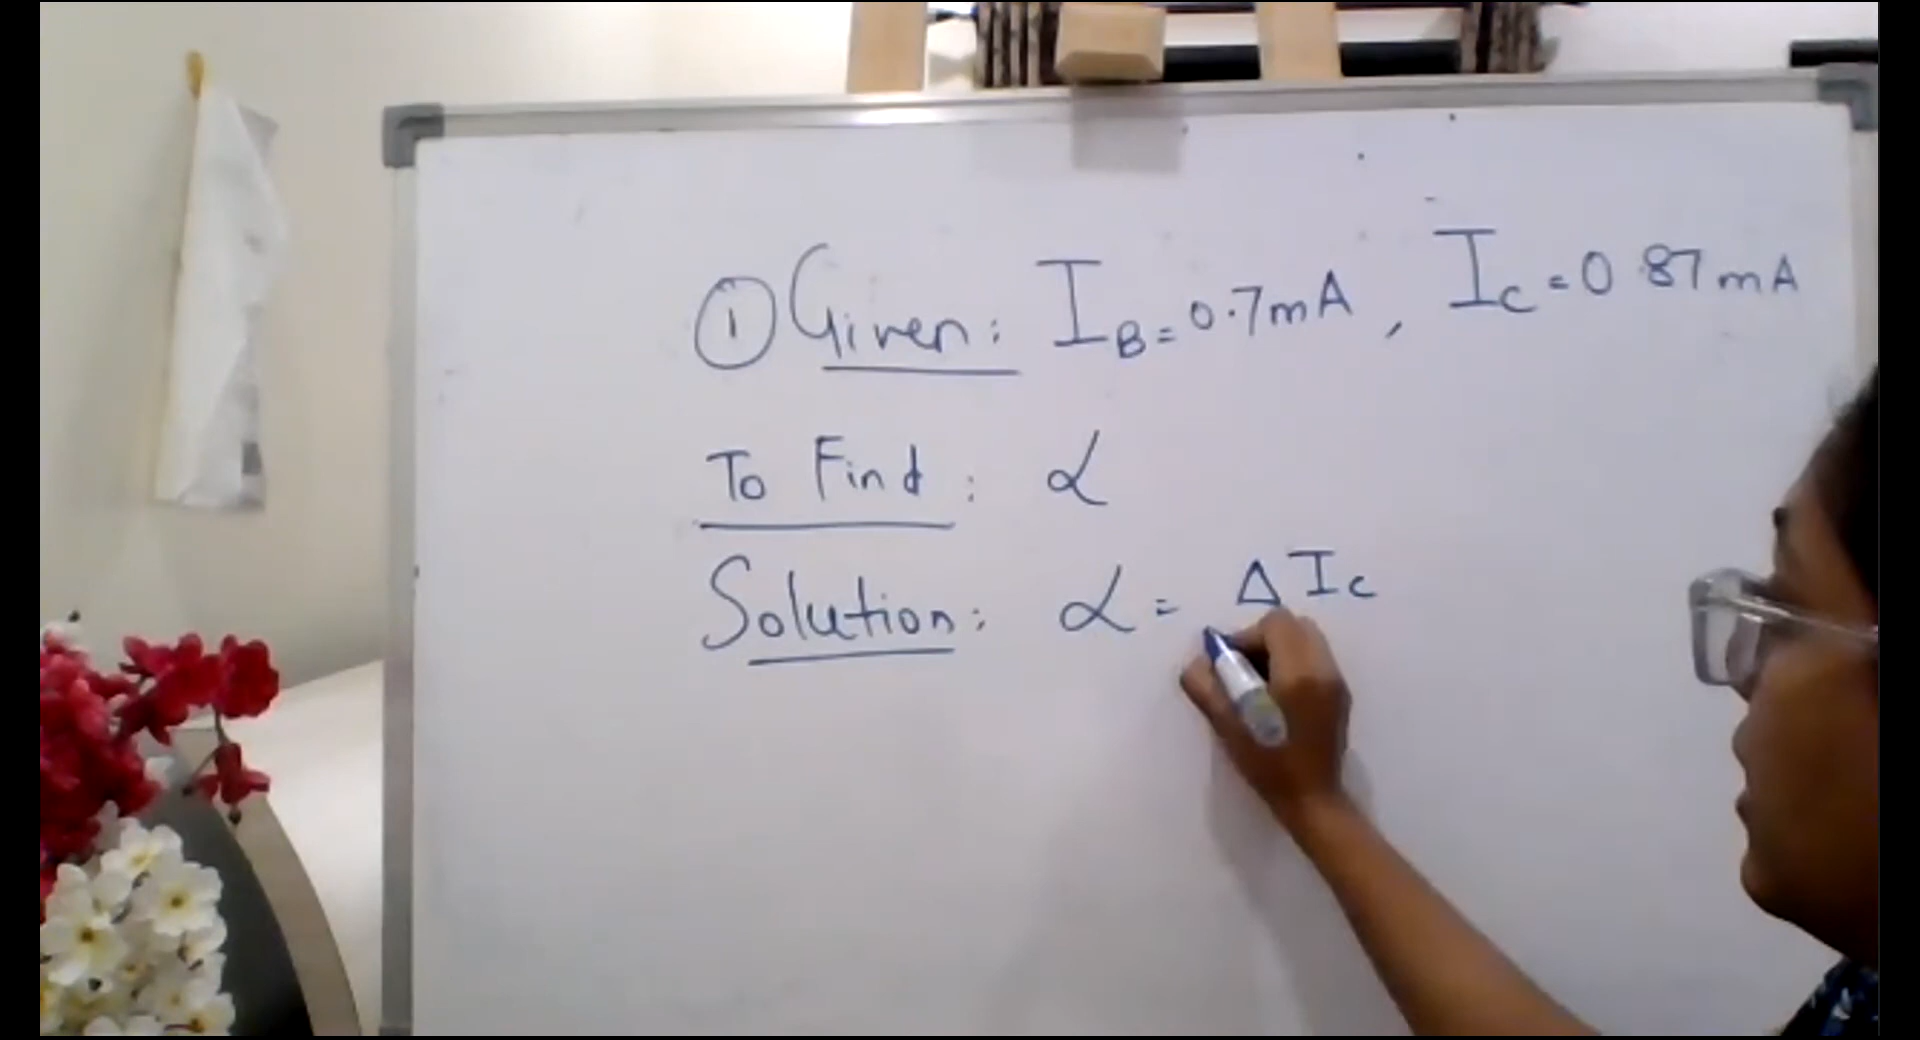 ① Given: I_B = 0.7mA, I_C = 0.87mA
To Find: α
Solution: α = ΔI_C